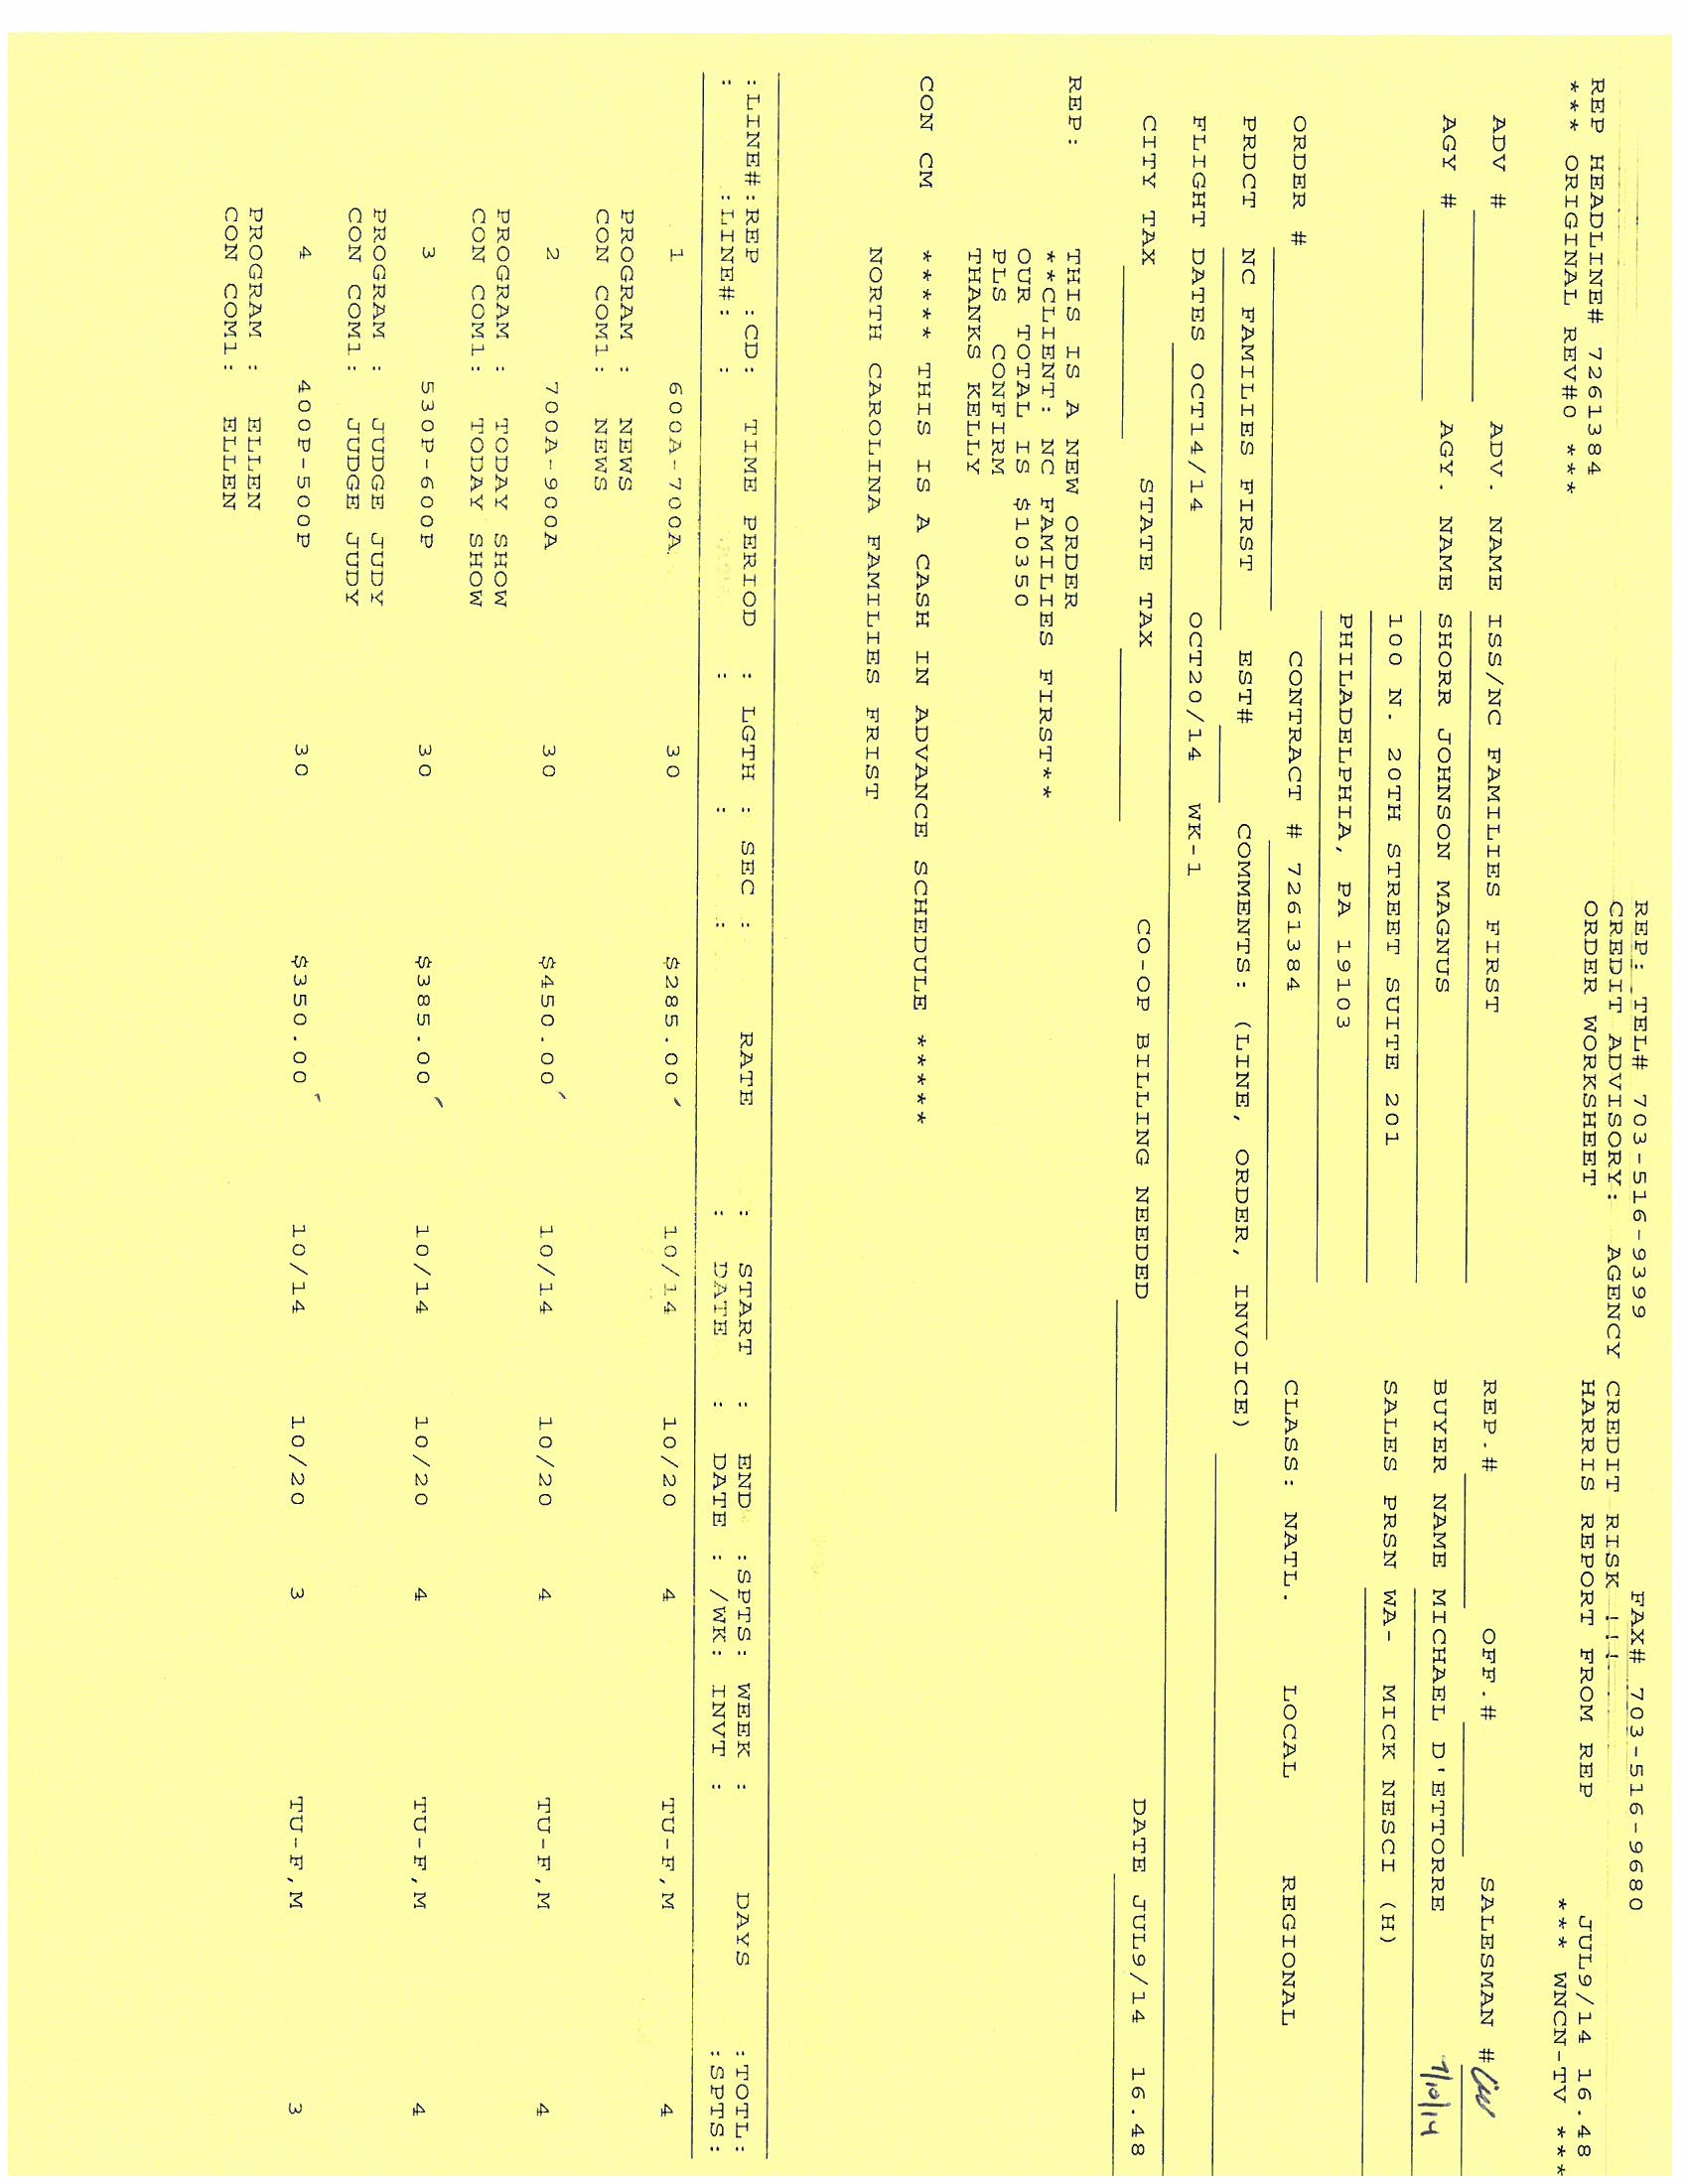 REP: TEL# 703-516-9399 FAX# 703-516-9680
CREDIT ADVISORY: AGENCY CREDIT RISK !!!
REP HEADLINE# 7261384 ORDER WORKSHEET HARRIS REPORT FROM REP JUL9/14 16.48
*** ORIGINAL REV#0 *** *** WNCN-TV ***
ADV # ADV. NAME ISS/NC FAMILIES FIRST REP.# OFF.# SALESMAN #
AGY # AGY. NAME SHORR JOHNSON MAGNUS BUYER NAME MICHAEL D'ETTORRE 7/10/14
100 N. 20TH STREET SUITE 201 SALES PRSN WA- MICK NESCI (H)
PHILADELPHIA, PA 19103
ORDER # CONTRACT # 7261384 CLASS: NATL. LOCAL REGIONAL
PRDCT NC FAMILIES FIRST EST# COMMENTS: (LINE, ORDER, INVOICE)
FLIGHT DATES OCT14/14 OCT20/14 WK-1
CITY TAX STATE TAX CO-OP BILLING NEEDED DATE JUL9/14 16.48
REP: THIS IS A NEW ORDER
**CLIENT: NC FAMILIES FIRST**
OUR TOTAL IS $10350
PLS CONFIRM
THANKS KELLY
CON CM ***** THIS IS A CASH IN ADVANCE SCHEDULE *****
NORTH CAROLINA FAMILIES FRIST
:LINE#:REP :CD: TIME PERIOD : LGTH : SEC : RATE : START : END :SPTS: WEEK : DAYS :TOTL:
: :LINE#: : : : : : DATE : DATE : /WK: INVT : :SPTS:
1 600A-700A 30 $285.00 10/14 10/20 4 TU-F,M 4
PROGRAM : NEWS
CON COM1: NEWS
2 700A-900A 30 $450.00 10/14 10/20 4 TU-F,M 4
PROGRAM : TODAY SHOW
CON COM1: TODAY SHOW
3 530P-600P 30 $385.00 10/14 10/20 4 TU-F,M 4
PROGRAM : JUDGE JUDY
CON COM1: JUDGE JUDY
4 400P-500P 30 $350.00 10/14 10/20 3 TU-F,M 3
PROGRAM : ELLEN
CON COM1: ELLEN